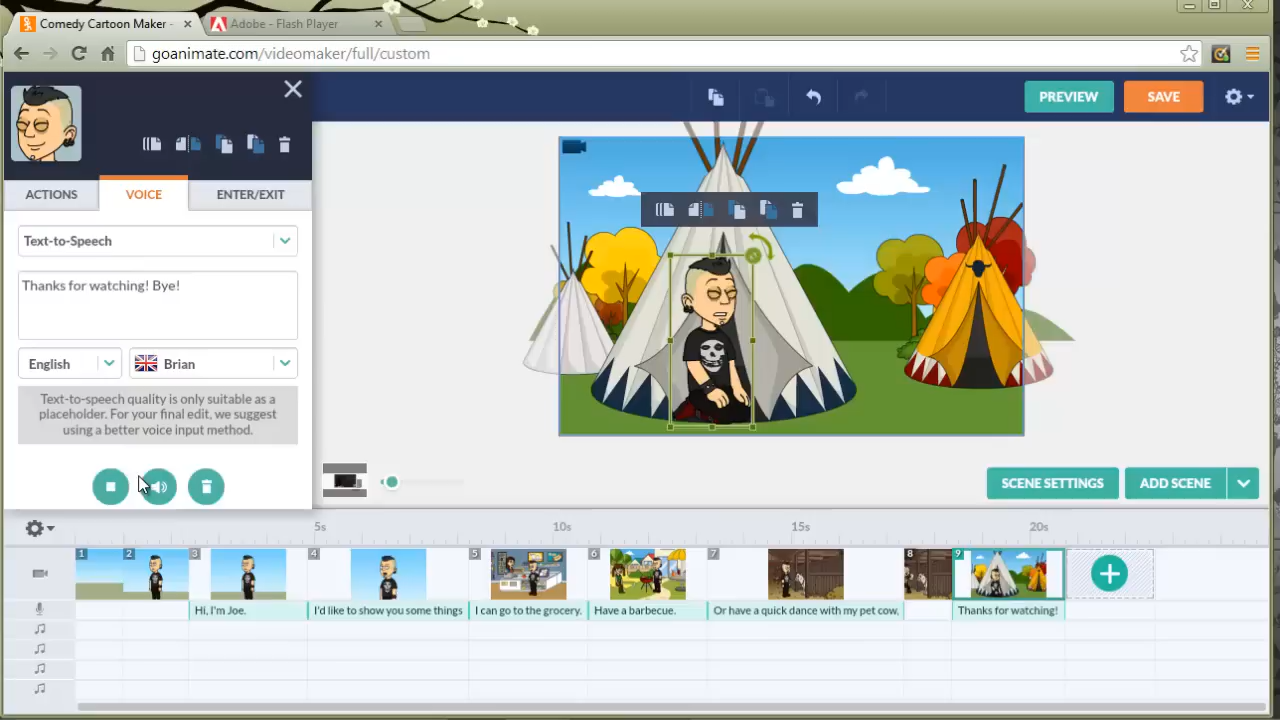 Comedy Cartoon Maker -
Adobe - Flash Player
goanimate.com/videomaker/full/custom
PREVIEW
SAVE
ACTIONS
VOICE
ENTER/EXIT
Text-to-Speech
Thanks for watching! Bye!
English
Brian
Text-to-speech quality is only suitable as a
placeholder. For your final edit, we suggest
using a better voice input method.
SCENE SETTINGS
ADD SCENE
5s
10s
15s
20s
1
2
3
4
5
6
7
8
9
Hi, I'm Joe.
I'd like to show you some things
I can go to the grocery.
Have a barbecue.
Or have a quick dance with my pet cow,
Thanks for watching!